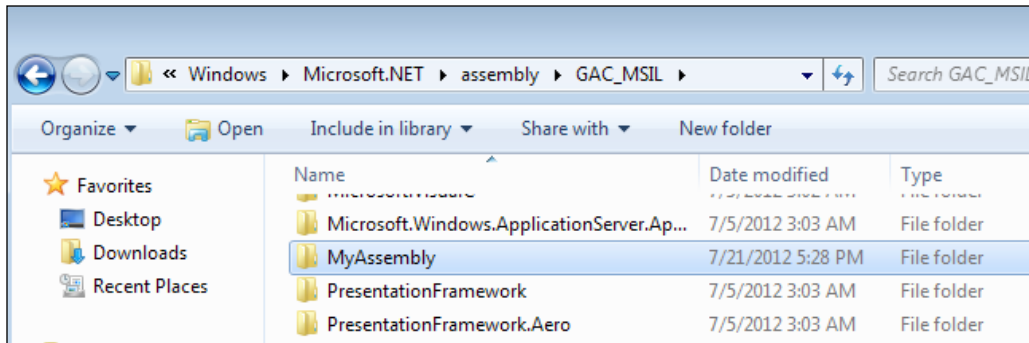 « Windows ▸ Microsoft.NET ▸ assembly ▸ GAC_MSIL ▸ Search GAC_MSIL
Organize Open Include in library Share with New folder
Name Date modified Type
Favorites
Microsoft.Windows.ApplicationServer.Ap... 7/5/2012 3:03 AM File folder
Desktop
MyAssembly 7/21/2012 5:28 PM File folder
Downloads
PresentationFramework 7/5/2012 3:03 AM File folder
Recent Places
PresentationFramework.Aero 7/5/2012 3:03 AM File folder